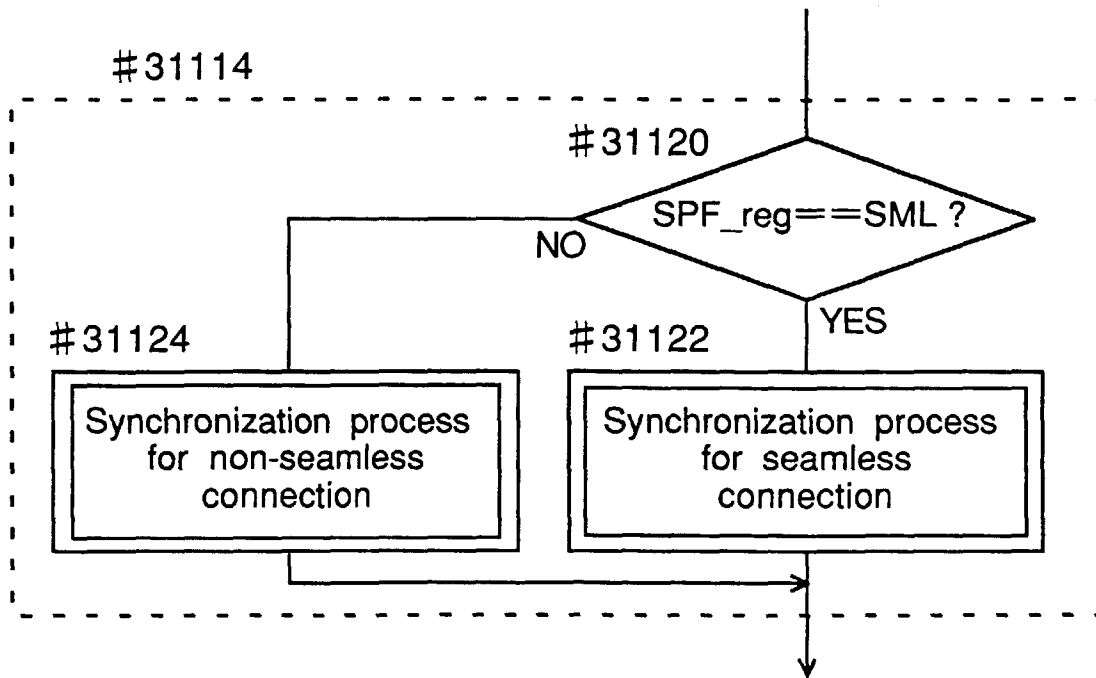 #31114
#31120
SPF_reg==SML ?
NO
YES
#31124
#31122
Synchronization process
for non-seamless
connection
Synchronization process
for seamless
connection